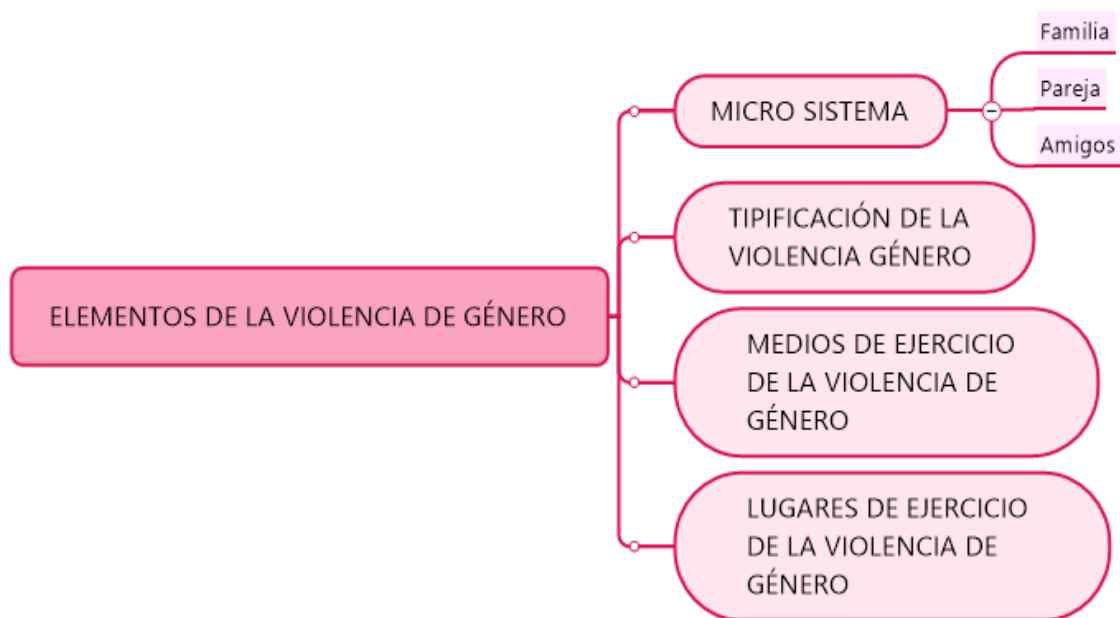 ELEMENTOS DE LA VIOLENCIA DE GÉNERO
MICRO SISTEMA
Familia
Pareja
Amigos
TIPIFICACIÓN DE LA
VIOLENCIA GÉNERO
MEDIOS DE EJERCICIO
DE LA VIOLENCIA DE
GÉNERO
LUGARES DE EJERCICIO
DE LA VIOLENCIA DE
GÉNERO